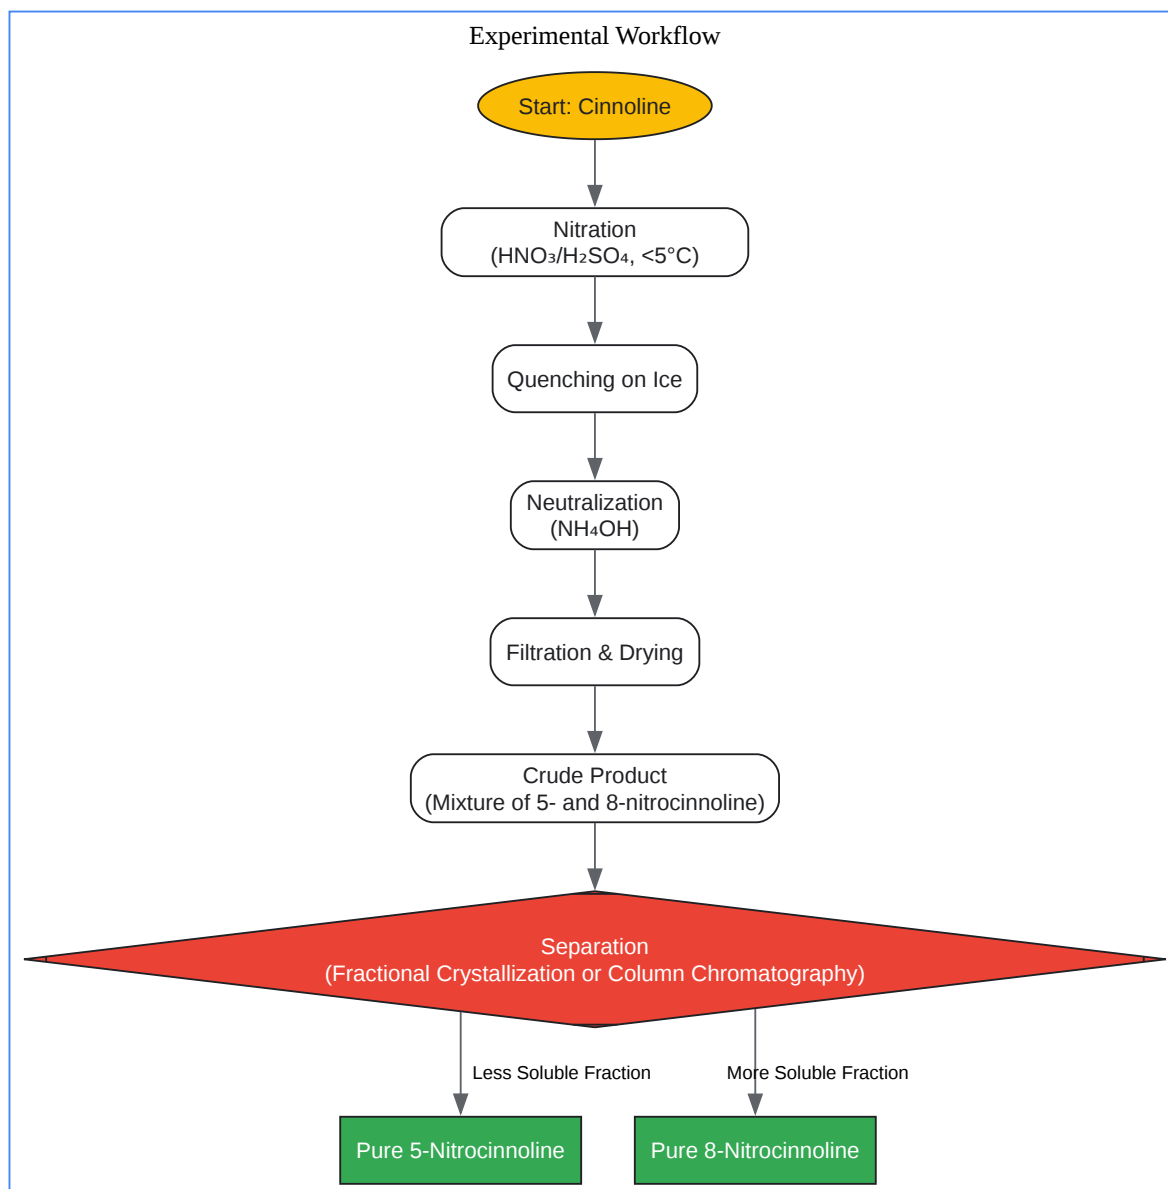 Experimental Workflow
Start: Cinnoline
Nitration
(HNO₃/H₂SO₄, <5°C)
Quenching on Ice
Neutralization
(NH₄OH)
Filtration & Drying
Crude Product
(Mixture of 5- and 8-nitrocinnoline)
Separation
(Fractional Crystallization or Column Chromatography)
Less Soluble Fraction
More Soluble Fraction
Pure 5-Nitrocinnoline
Pure 8-Nitrocinnoline